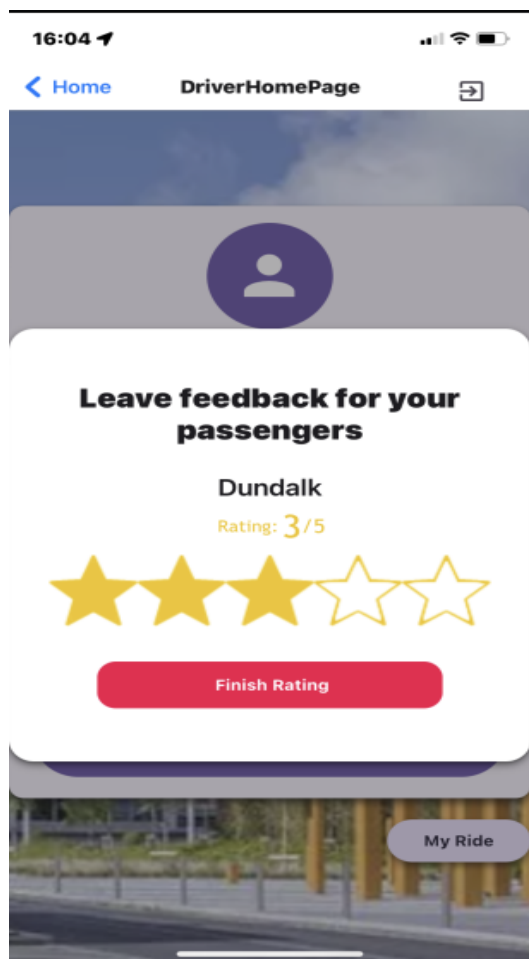 16:04
Home DriverHomePage
Leave feedback for your
passengers
Dundalk
Rating: 3/5
Finish Rating
My Ride